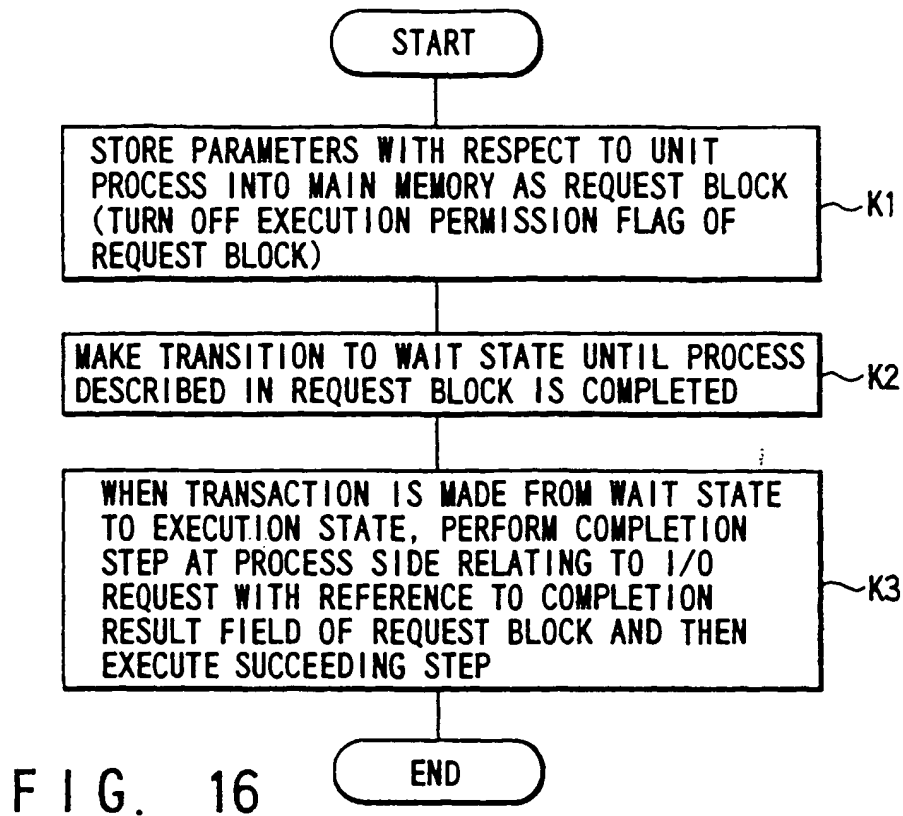 START
STORE PARAMETERS WITH RESPECT TO UNIT
PROCESS INTO MAIN MEMORY AS REQUEST BLOCK
(TURN OFF EXECUTION PERMISSION FLAG OF
REQUEST BLOCK)
K1
MAKE TRANSITION TO WAIT STATE UNTIL PROCESS
DESCRIBED IN REQUEST BLOCK IS COMPLETED
K2
WHEN TRANSACTION IS MADE FROM WAIT STATE
TO EXECUTION STATE, PERFORM COMPLETION
STEP AT PROCESS SIDE RELATING TO I/O
REQUEST WITH REFERENCE TO COMPLETION
RESULT FIELD OF REQUEST BLOCK AND THEN
EXECUTE SUCCEEDING STEP
K3
END
FIG. 16